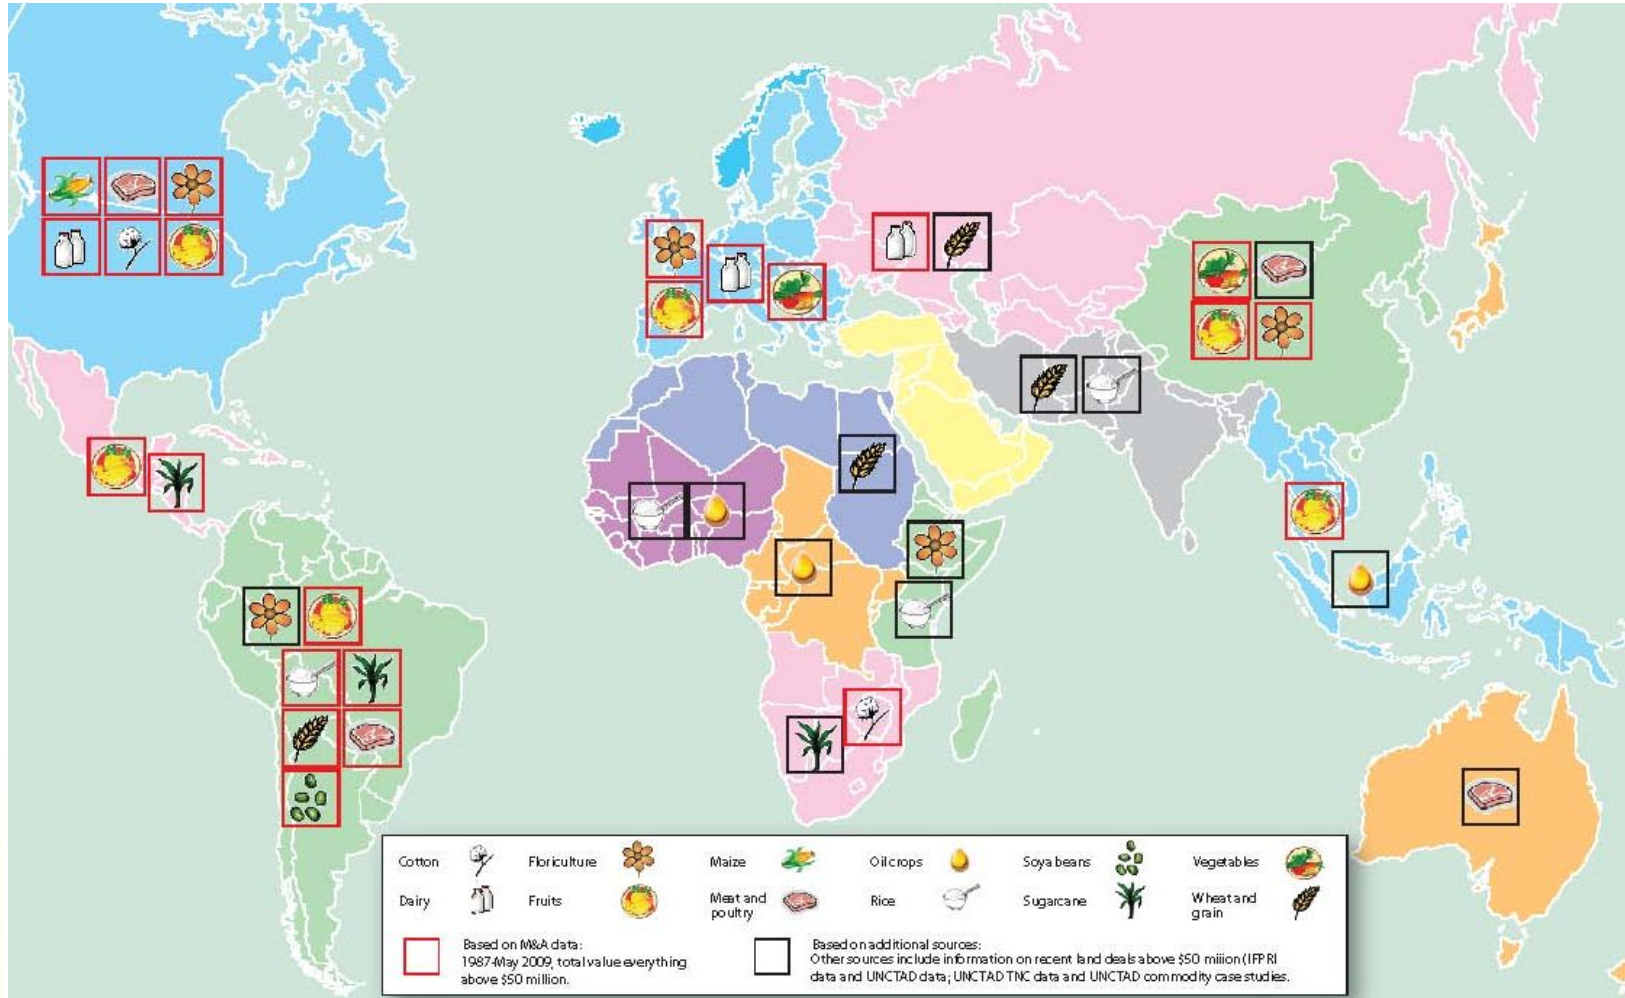 Cotton
Floriculture
Maize
Oil crops
Soya beans
Vegetables
Dairy
Fruits
Meat and
poultry
Rice
Sugarcane
Wheat and
grain
Based on M&A data:
1987-May 2009, total value everything
above $50 million.
Based on additional sources:
Other sources include information on recent land deals above $50 miiion (IFPRI
data and UNCTAD data; UNCTAD TNC data and UNCTAD commodity case studies.